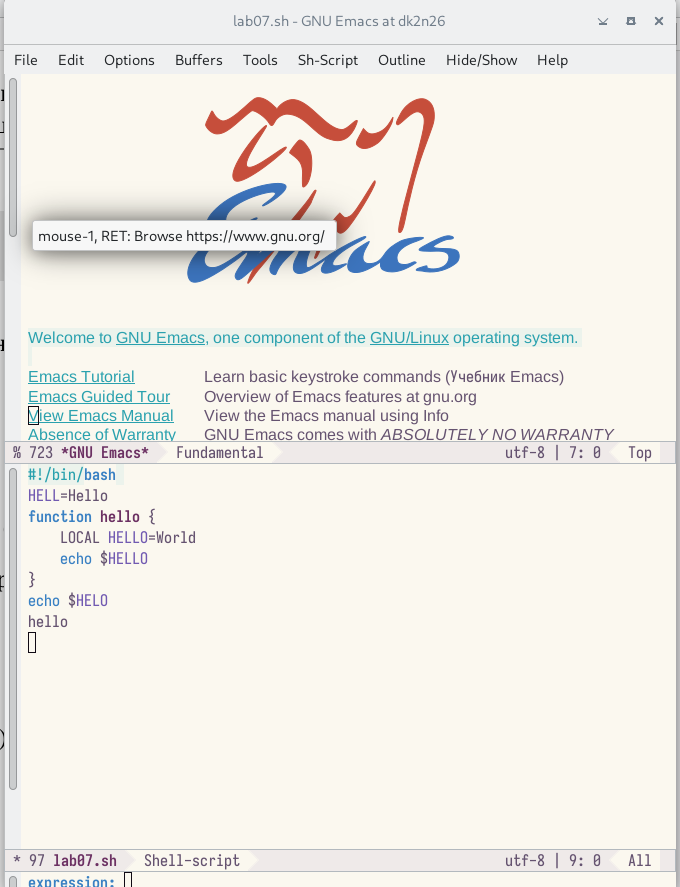 lab07.sh - GNU Emacs at dk2n26
File Edit Options Buffers Tools Sh-Script Outline Hide/Show Help
Emacs
mouse-1, RET: Browse https://www.gnu.org/
Welcome to GNU Emacs, one component of the GNU/Linux operating system.
Emacs Tutorial Learn basic keystroke commands (Учебник Emacs)
Emacs Guided Tour Overview of Emacs features at gnu.org
View Emacs Manual View the Emacs manual using Info
Absence of Warranty GNU Emacs comes with ABSOLUTELY NO WARRANTY
% 723 *GNU Emacs* Fundamental utf-8 | 7: 0 Top
#!/bin/bash
HELL=Hello
function hello {
    LOCAL HELLO=World
    echo $HELLO
}
echo $HELO
hello
* 97 lab07.sh Shell-script utf-8 | 9: 0 All
expression: